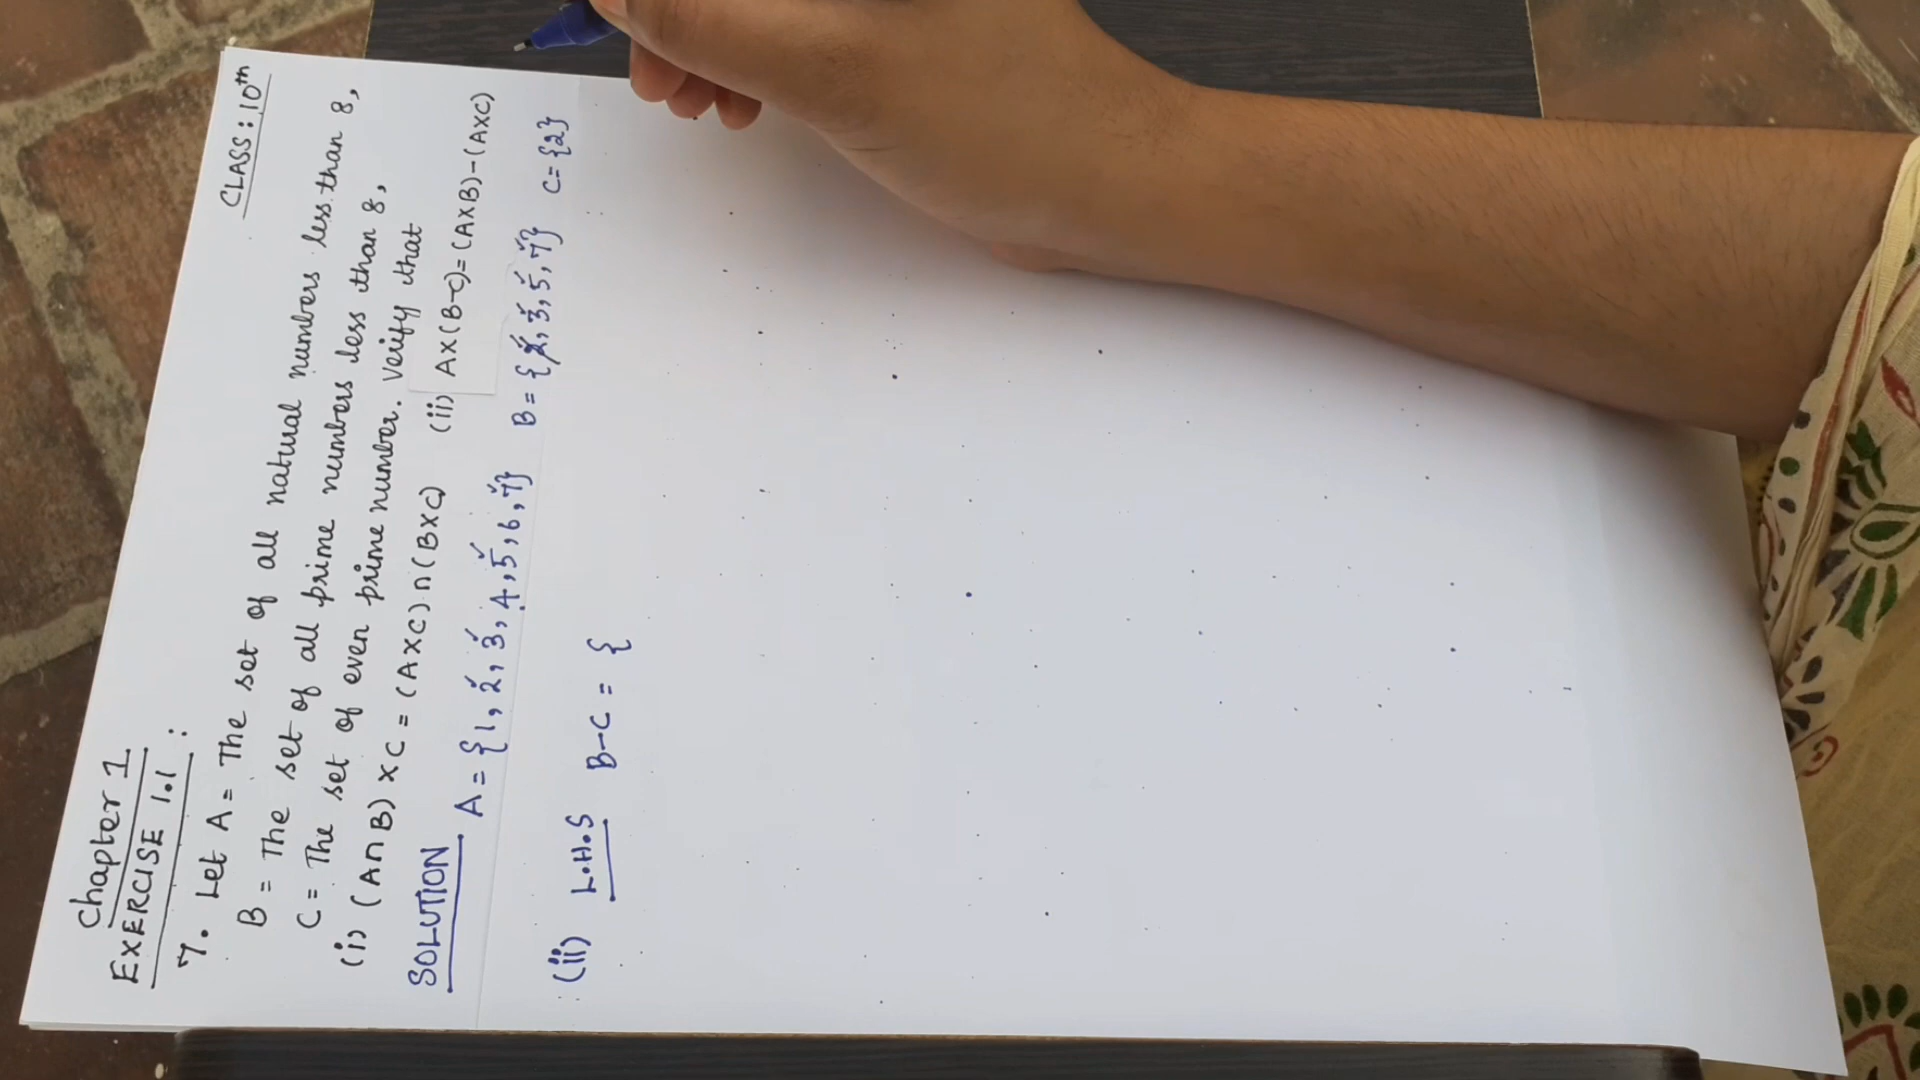 CLASS: 10th
Chapter 1
EXERCISE 1.1 :
7. Let A = The set of all natural numbers less than 8,
B = The set of all prime numbers less than 8,
C = The set of even prime number. Verify that
(i) (A∩B)×C = (A×C)∩(B×C) (ii) A×(B-C)=(A×B)-(A×C)
SOLUTION
A = {1, 2, 3, 4, 5, 6, 7} B = {2, 3, 5, 7} C = {2}
(ii) L.H.S B-C = {